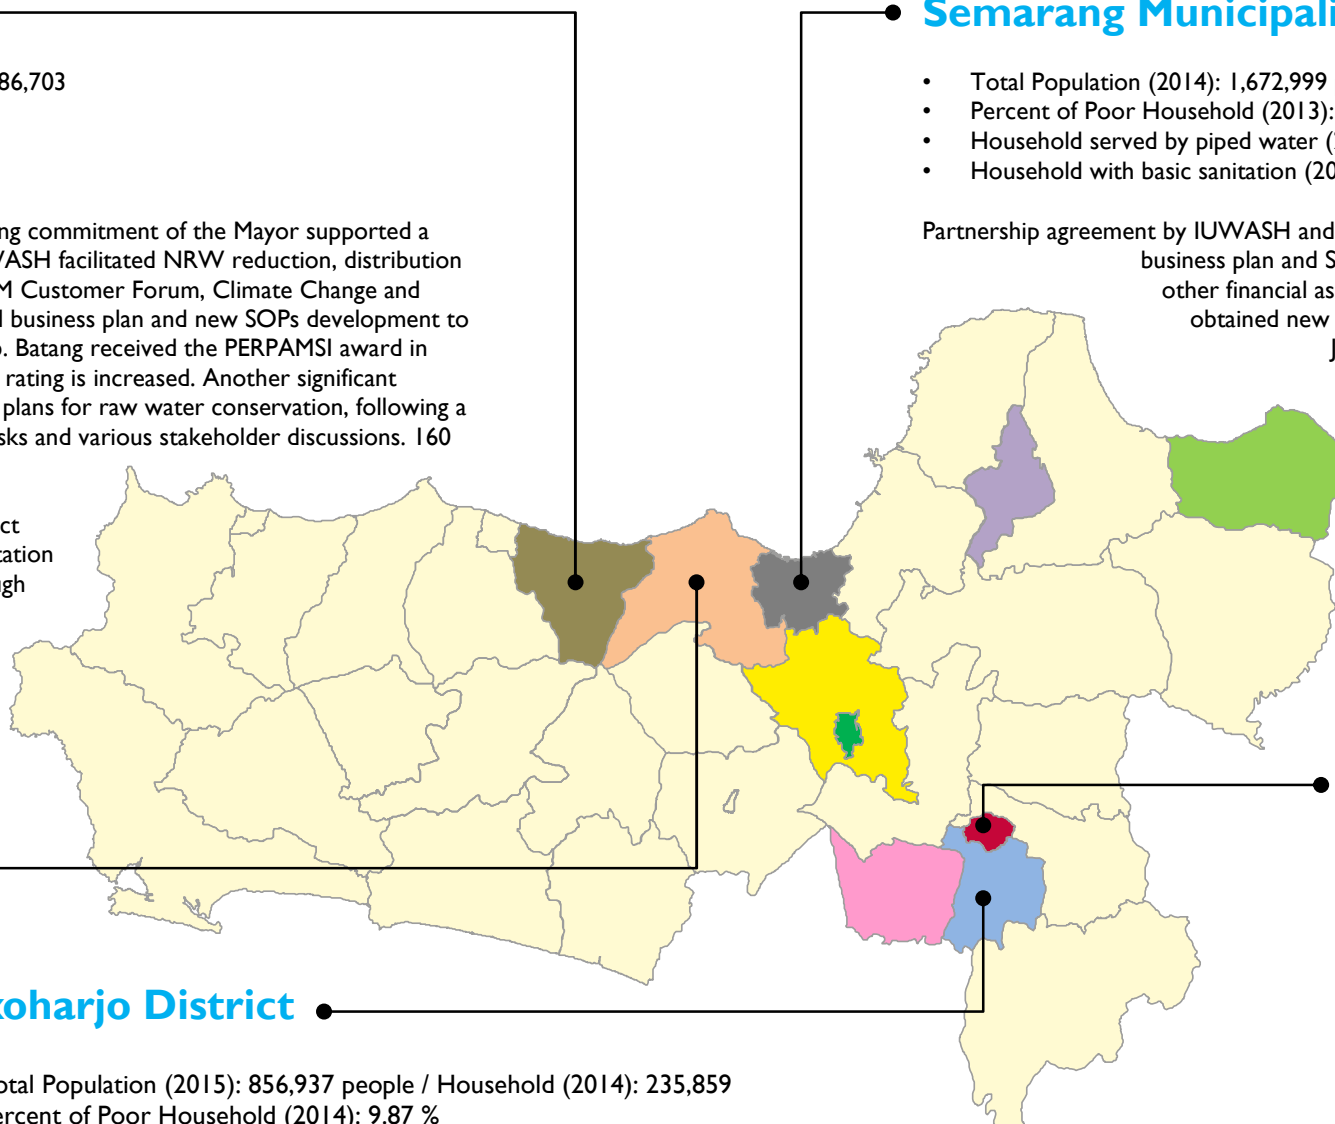 86,703
ng commitment of the Mayor supported a
WASH facilitated NRW reduction, distribution
M Customer Forum, Climate Change and
d business plan and new SOPs development to
o. Batang received the PERPAMSI award in
rating is increased. Another significant
plans for raw water conservation, following a
sks and various stakeholder discussions. 160
ct
tation
ugh
Semarang Municipali
• Total Population (2014): 1,672,999
• Percent of Poor Household (2013):
• Household served by piped water (
• Household with basic sanitation (20
Partnership agreement by IUWASH and
business plan and S
other financial as
obtained new
J
koharjo District
otal Population (2015): 856,937 people / Household (2014): 235,859
ercent of Poor Household (2014): 9.87 %